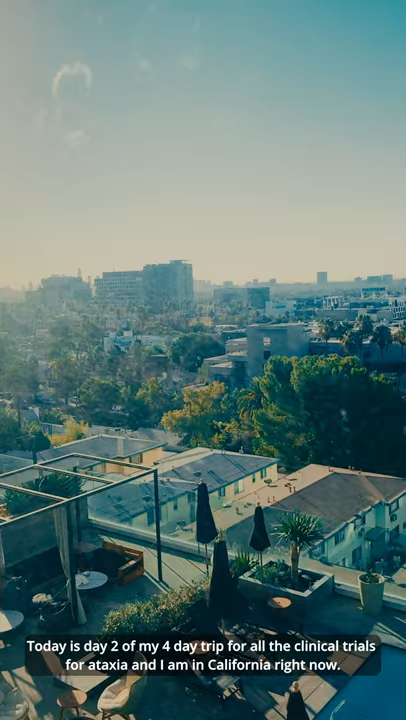 Today is day 2 of my 4 day trip for all the clinical trials
for ataxia and I am in California right now.